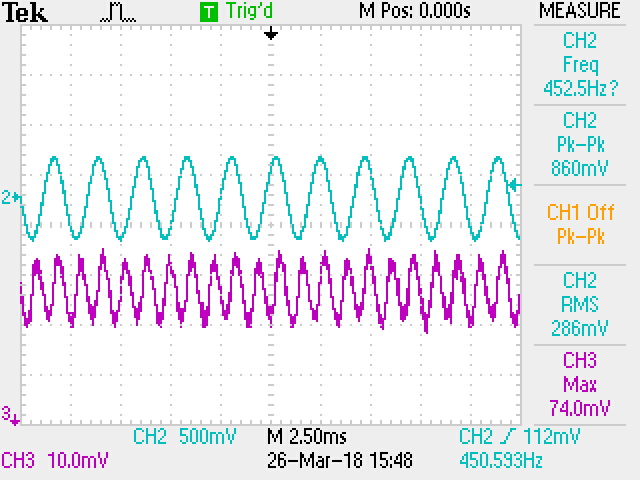 Tek T Trig'd M Pos: 0.000s MEASURE
CH2
Freq
452.5Hz?
CH2
Pk-Pk
860mV
2
CH1 Off
Pk-Pk
CH2
RMS
286mV
CH3
Max
74.0mV
3
CH2 500mV M 2.50ms CH2 112mV
CH3 10.0mV 26-Mar-18 15:48 450.593Hz